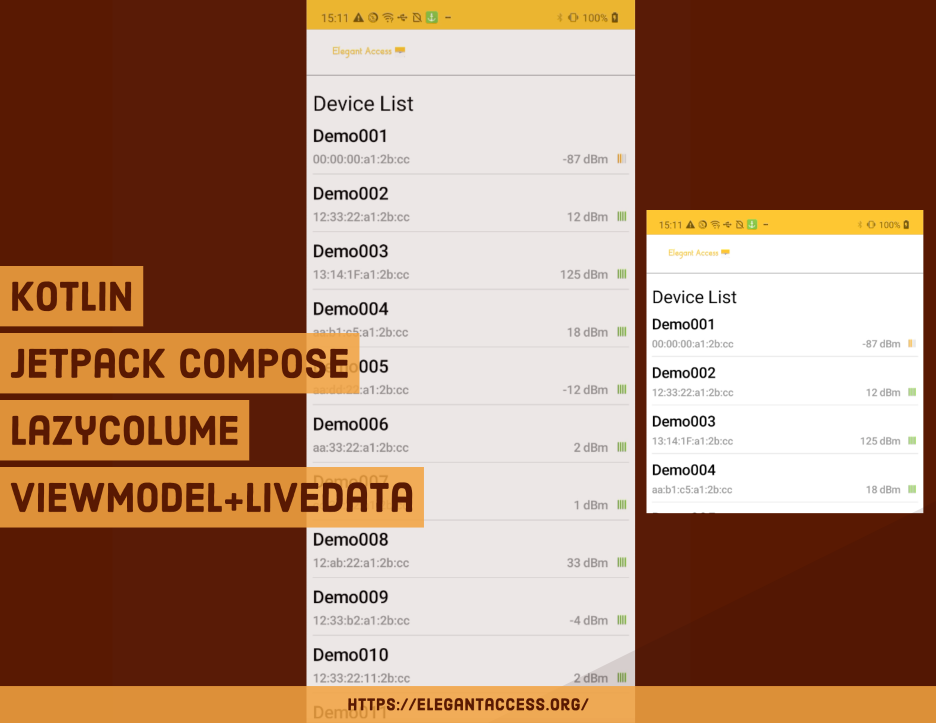 15:11 100%
Elegant Access
Device List
Demo001
00:00:00:a1:2b:cc -87 dBm
Demo002
12:33:22:a1:2b:cc 12 dBm
Demo003
13:14:1F:a1:2b:cc 125 dBm
Demo004
aa:b1:c5:a1:2b:cc 18 dBm
005
aa:dd:22:a1:2b:cc -12 dBm
Demo006
aa:33:22:a1:2b:cc 2 dBm
Demo007
1 dBm
Demo008
12:ab:22:a1:2b:cc 33 dBm
Demo009
12:33:b2:a1:2b:cc -4 dBm
Demo010
12:33:22:11:2b:cc 2 dBm
Demo011
KOTLIN
JETPACK COMPOSE
LAZYCOLUME
VIEWMODEL+LIVEDATA
15:11 100%
Elegant Access
Device List
Demo001
00:00:00:a1:2b:cc -87 dBm
Demo002
12:33:22:a1:2b:cc 12 dBm
Demo003
13:14:1F:a1:2b:cc 125 dBm
Demo004
aa:b1:c5:a1:2b:cc 18 dBm
HTTPS://ELEGANTACCESS.ORG/